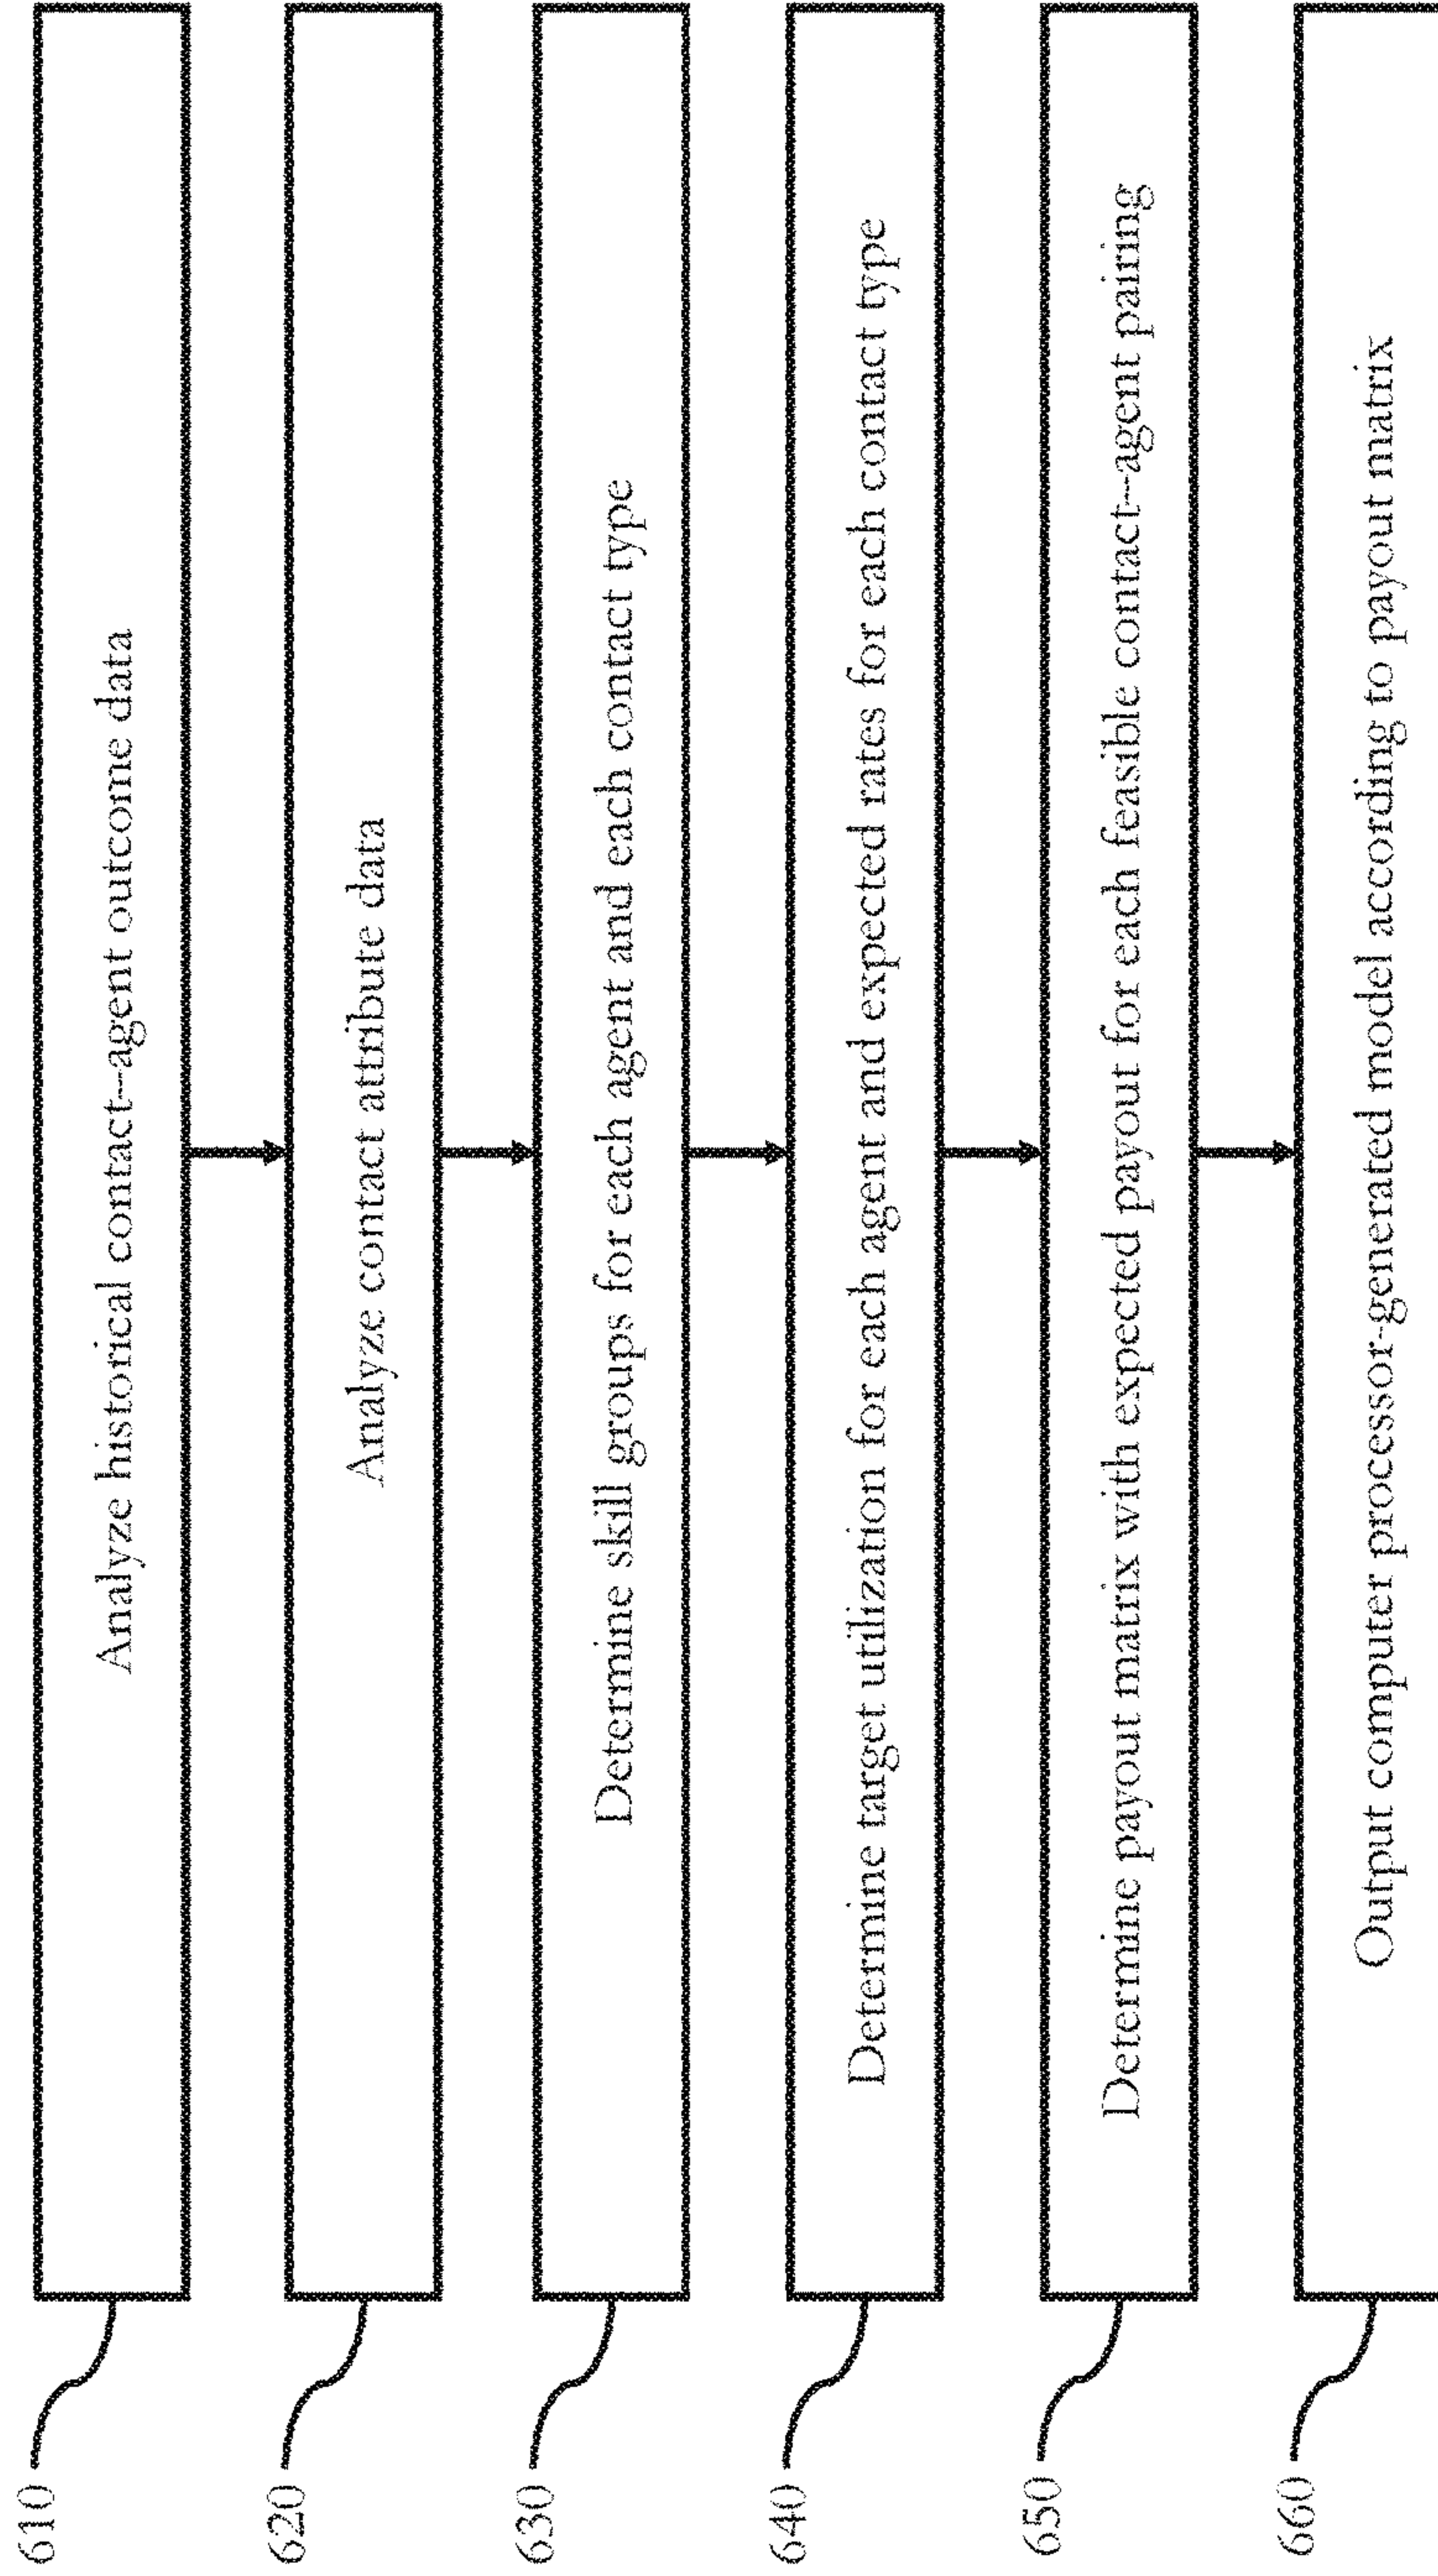 610 Analyze historical contact--agent outcome data
620 Analyze contact attribute data
630 Determine skill groups for each agent and each contact type
640 Determine target utilization for each agent and expected rates for each contact type
650 Determine payout matrix with expected payout for each feasible contact--agent pairing
660 Output computer processor-generated model according to payout matrix